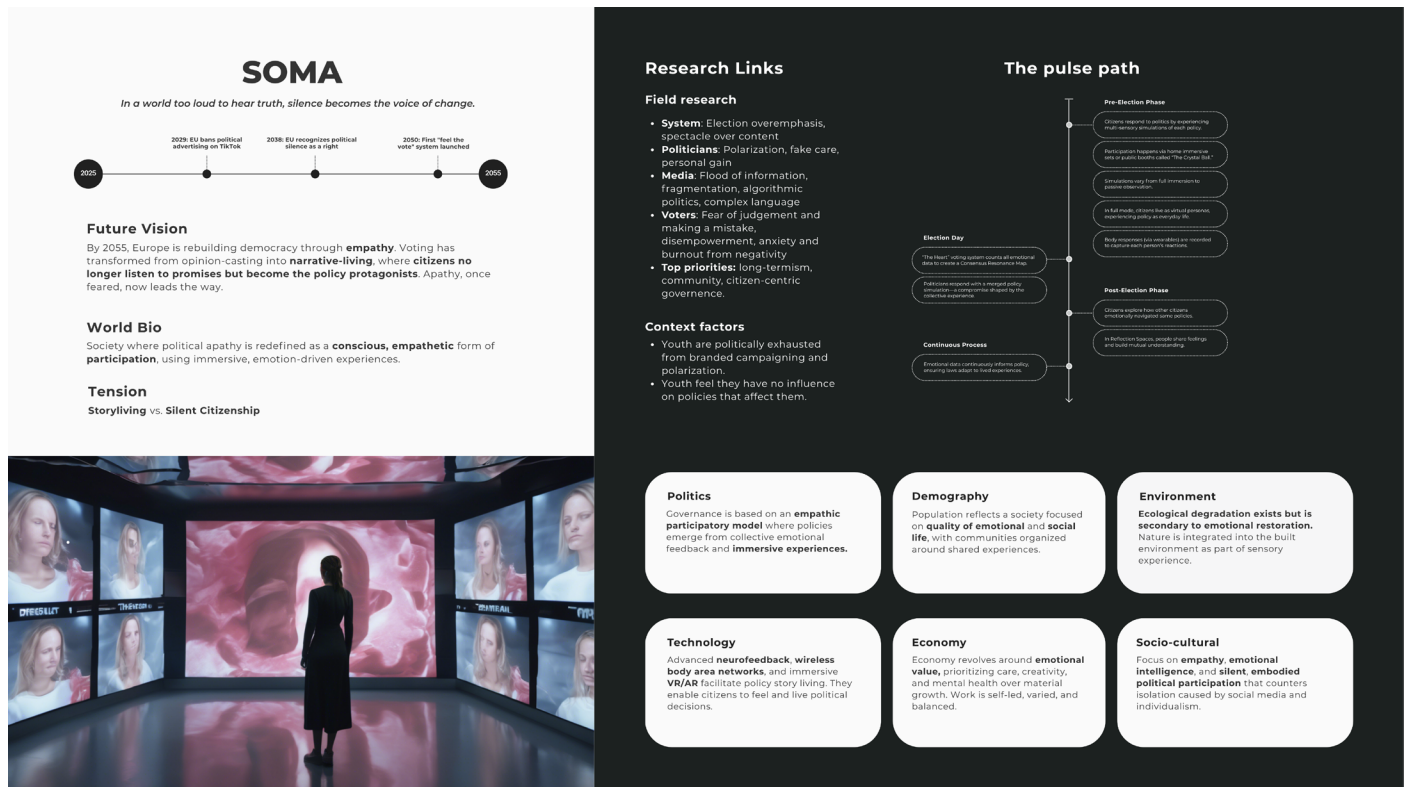 SOMA
In a world too loud to hear truth, silence becomes the voice of change.
2029: EU bans political
advertising on TikTok
2038: EU recognizes political
silence as a right
2050: First "feel the
vote" system launched
2025
2055
Future Vision
By 2055, Europe is rebuilding democracy through empathy. Voting has
transformed from opinion-casting into narrative-living, where citizens no
longer listen to promises but become the policy protagonists. Apathy, once
feared, now leads the way.
World Bio
Society where political apathy is redefined as a conscious, empathetic form of
participation, using immersive, emotion-driven experiences.
Tension
Storyliving vs. Silent Citizenship
Research Links
Field research
• System: Election overemphasis,
spectacle over content
• Politicians: Polarization, fake care,
personal gain
• Media: Flood of information,
fragmentation, algorithmic
politics, complex language
• Voters: Fear of judgement and
making a mistake,
disempowerment, anxiety and
burnout from negativity
• Top priorities: long-termism,
community, citizen-centric
governence.
Context factors
• Youth are politically exhausted
from branded campaigning and
polarization.
• Youth feel they have no influence
on policies that affect them.
The pulse path
Pre-Election Phase
Citizens respond to politics by experiencing
multi-sensory simulations of each policy.
Participation happens via home immersive
sets or public booths called "The Crystal Ball."
Simulations vary from full immersion to
passive observation.
In full mode, citizens live as virtual personas,
experiencing policy as everyday life.
Body responses (via wearables) are recorded
to capture each person's reactions.
Election Day
"The Heart" voting system counts all emotional
data to create a Consensus Resonance Map.
Politicians respond with a merged policy
simulation—a compromise shaped by the
collective experience.
Post-Election Phase
Citizens explore how other citizens
emotionally navigated same policies.
In Reflection Spaces, people share feelings
and build mutual understanding.
Continuous Process
Emotional data continuously informs policy,
ensuring laws adapt to lived experiences.
Politics
Governance is based on an empathic
participatory model where policies
emerge from collective emotional
feedback and immersive experiences.
Demography
Population reflects a society focused
on quality of emotional and social
life, with communities organized
around shared experiences.
Environment
Ecological degradation exists but is
secondary to emotional restoration.
Nature is integrated into the built
environment as part of sensory
experience.
Technology
Advanced neurofeedback, wireless
body area networks, and immersive
VR/AR facilitate policy story living. They
enable citizens to feel and live political
decisions.
Economy
Economy revolves around emotional
value, prioritizing care, creativity,
and mental health over material
growth. Work is self-led, varied, and
balanced.
Socio-cultural
Focus on empathy, emotional
intelligence, and silent, embodied
political participation that counters
isolation caused by social media and
individualism.